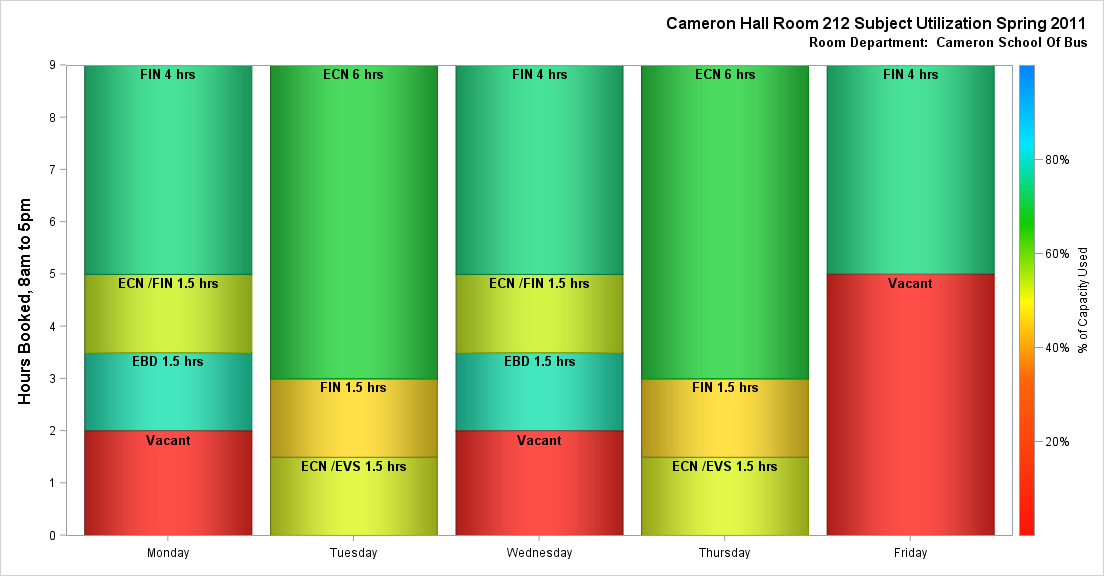 Cameron Hall Room 212 Subject Utilization Spring 2011
Room Department:  Cameron School Of Bus
Hours Booked, 8am to 5pm
9
8
7
6
5
4
3
2
1
0
FIN 4 hrs
ECN /FIN 1.5 hrs
EBD 1.5 hrs
Vacant
ECN 6 hrs
FIN 1.5 hrs
ECN /EVS 1.5 hrs
FIN 4 hrs
ECN /FIN 1.5 hrs
EBD 1.5 hrs
Vacant
ECN 6 hrs
FIN 1.5 hrs
ECN /EVS 1.5 hrs
FIN 4 hrs
Vacant
Monday
Tuesday
Wednesday
Thursday
Friday
80%
60%
40%
20%
% of Capacity Used